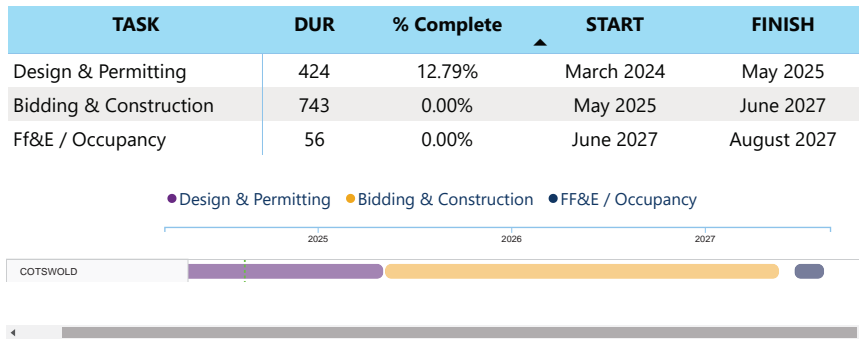 TASK DUR % Complete START FINISH
Design & Permitting 424 12.79% March 2024 May 2025
Bidding & Construction 743 0.00% May 2025 June 2027
Ff&E / Occupancy 56 0.00% June 2027 August 2027
Design & Permitting Bidding & Construction FF&E / Occupancy
2025 2026 2027
COTSWOLD